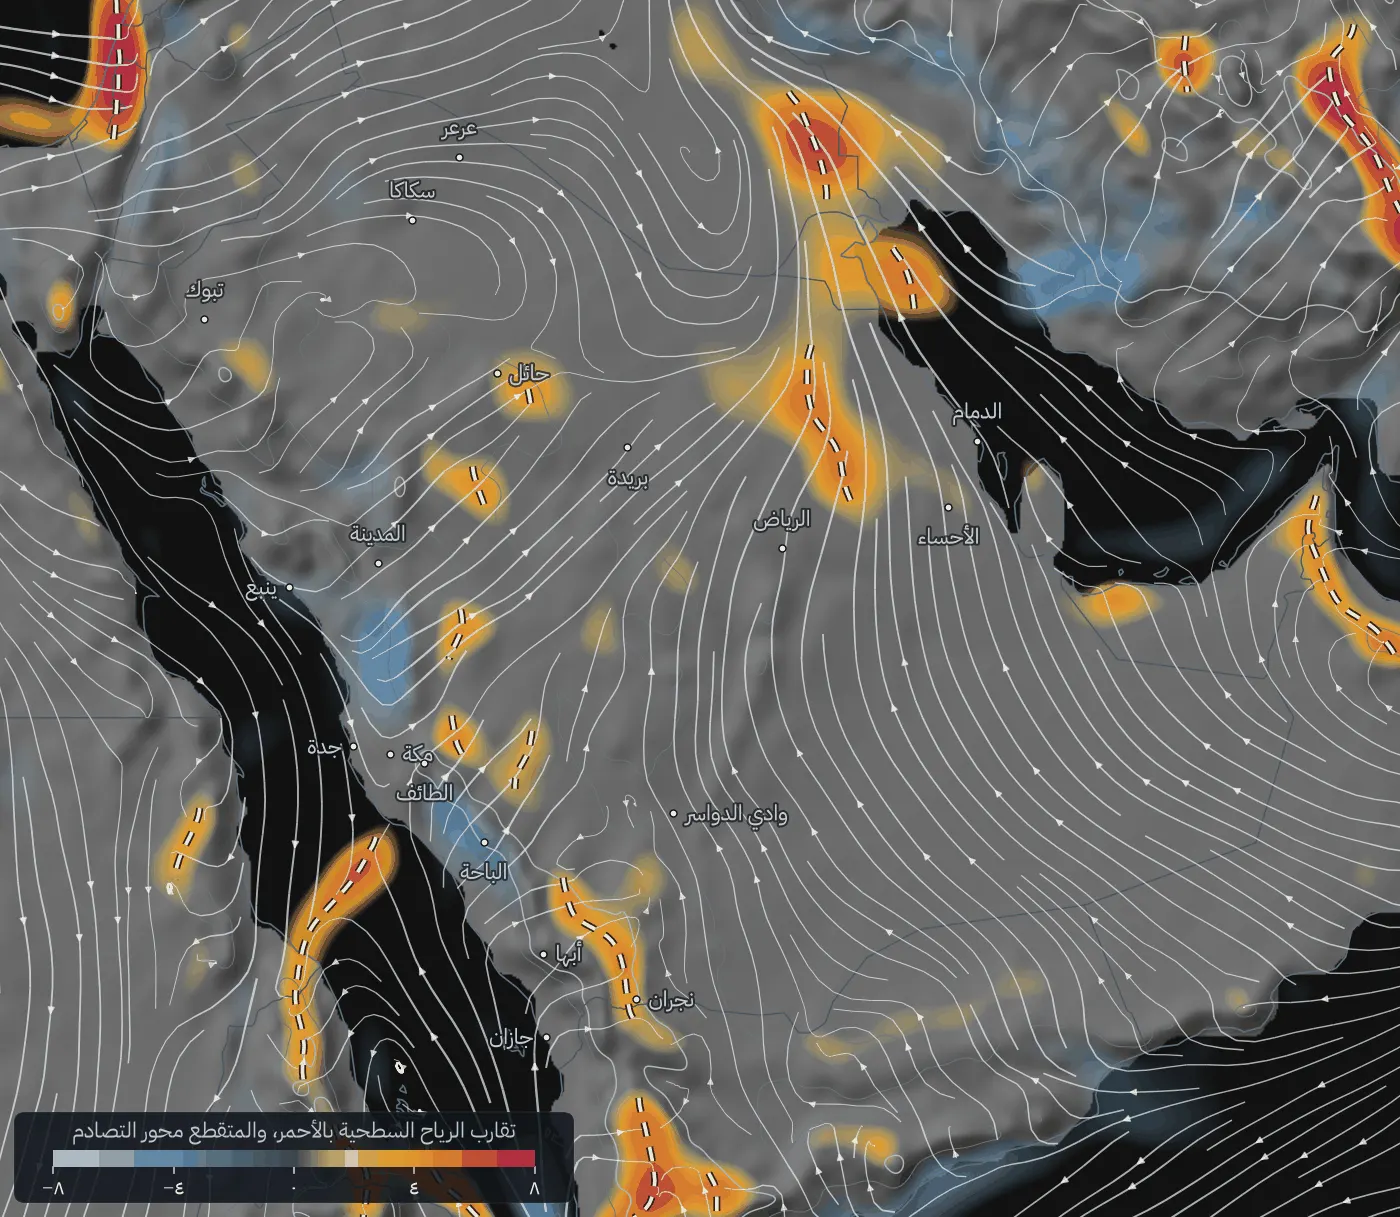 عرعر
سكاكا
تبوك
حائل
الدمام
بريدة
الرياض
الأحساء
المدينة
ينبع
جدة
مكة
الطائف
وادي الدواسر
الباحة
أبها
نجران
جازان
تقارب الرياح السطحية بالأحمر، والمتقطع محور التصادم
−٨ −٤ ٠ ٤ ٨